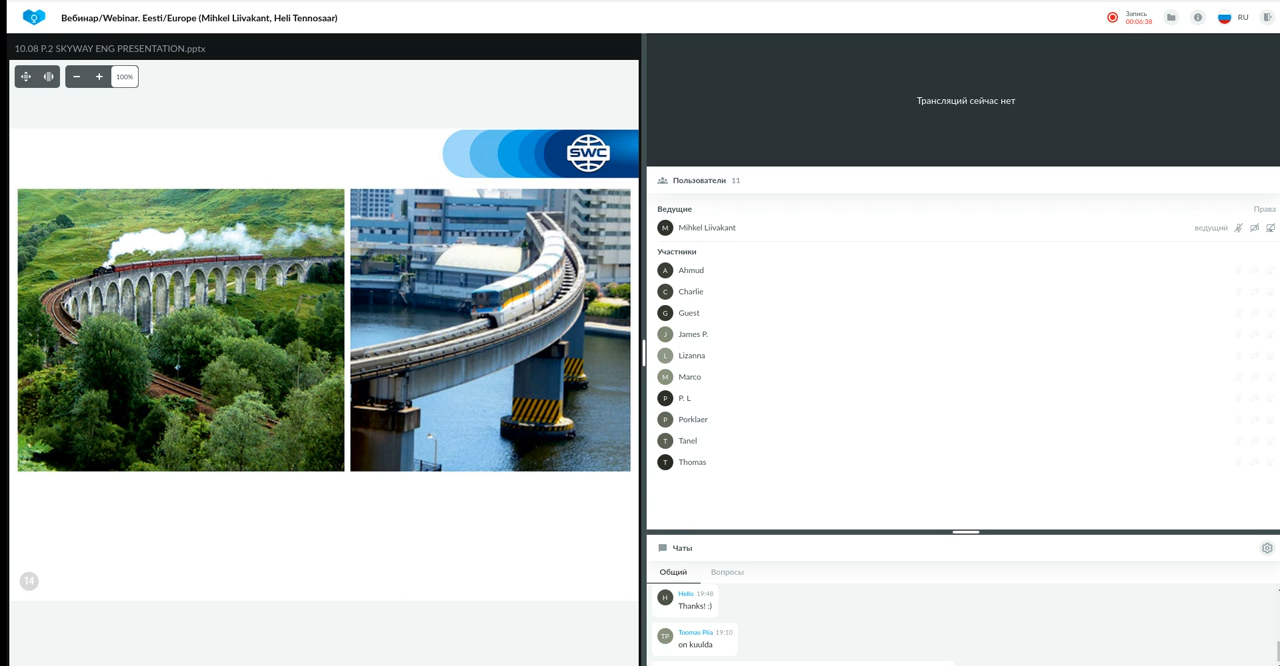 Вебинар/Webinar. Eesti/Europe (Mihkel Liivakant, Heli Tennosaar)
Запись
00:06:38
RU
10.08 P.2 SKYWAY ENG PRESENTATION.pptx
100%
SWC
14
Трансляций сейчас нет
Пользователи 11
Ведущие Права
M Mihkel Liivakant ведущий
Участники
A Ahmud
C Charlie
G Guest
J James P.
L Lizanna
M Marco
P P. L
P Porklaer
T Tanel
T Thomas
Чаты
Общий Вопросы
H Hello 19:48
Thanks! :)
TP Toomas Piia 19:10
on kuulda